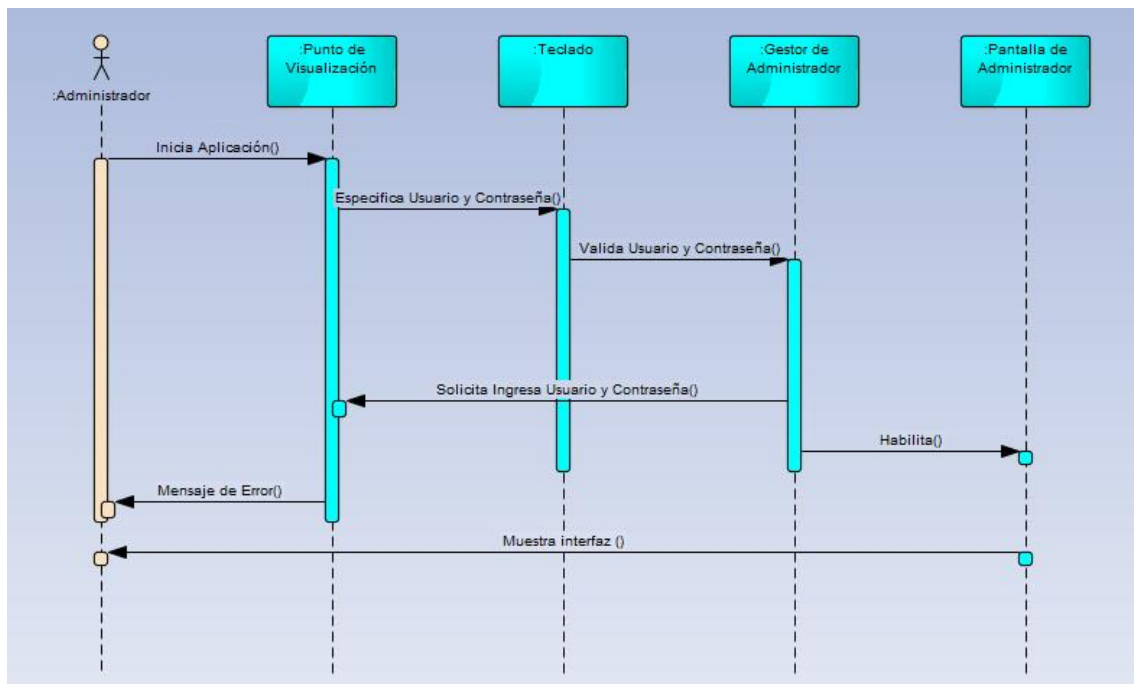 :Administrador
:Punto de
Visualización
:Teclado
:Gestor de
Administrador
:Pantalla de
Administrador
Inicia Aplicación()
Especifica Usuario y Contraseña()
Valida Usuario y Contraseña()
Solicita Ingresa Usuario y Contraseña()
Habilita()
Mensaje de Error()
Muestra interfaz ()